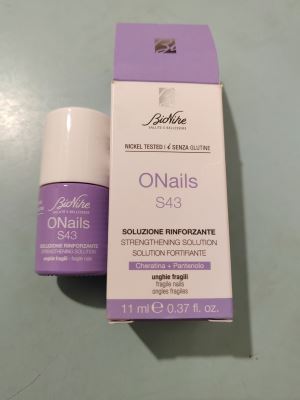 BioNike
SALUTE E BELLESSERE
NICKEL TESTED | SENZA GLUTINE
ONails
S43
SOLUZIONE RINFORZANTE
STRENGTHENING SOLUTION
SOLUTION FORTIFIANTE
Cheratina + Pantenolo
unghie fragili
fragile nails
ongles fragiles
11 ml e 0.37 fl. oz.
BioNike
SALUTE E BELLESSERE
ONails
S43
SOLUZIONE RINFORZANTE
STRENGTHENING SOLUTION
unghie fragili - fragile nails